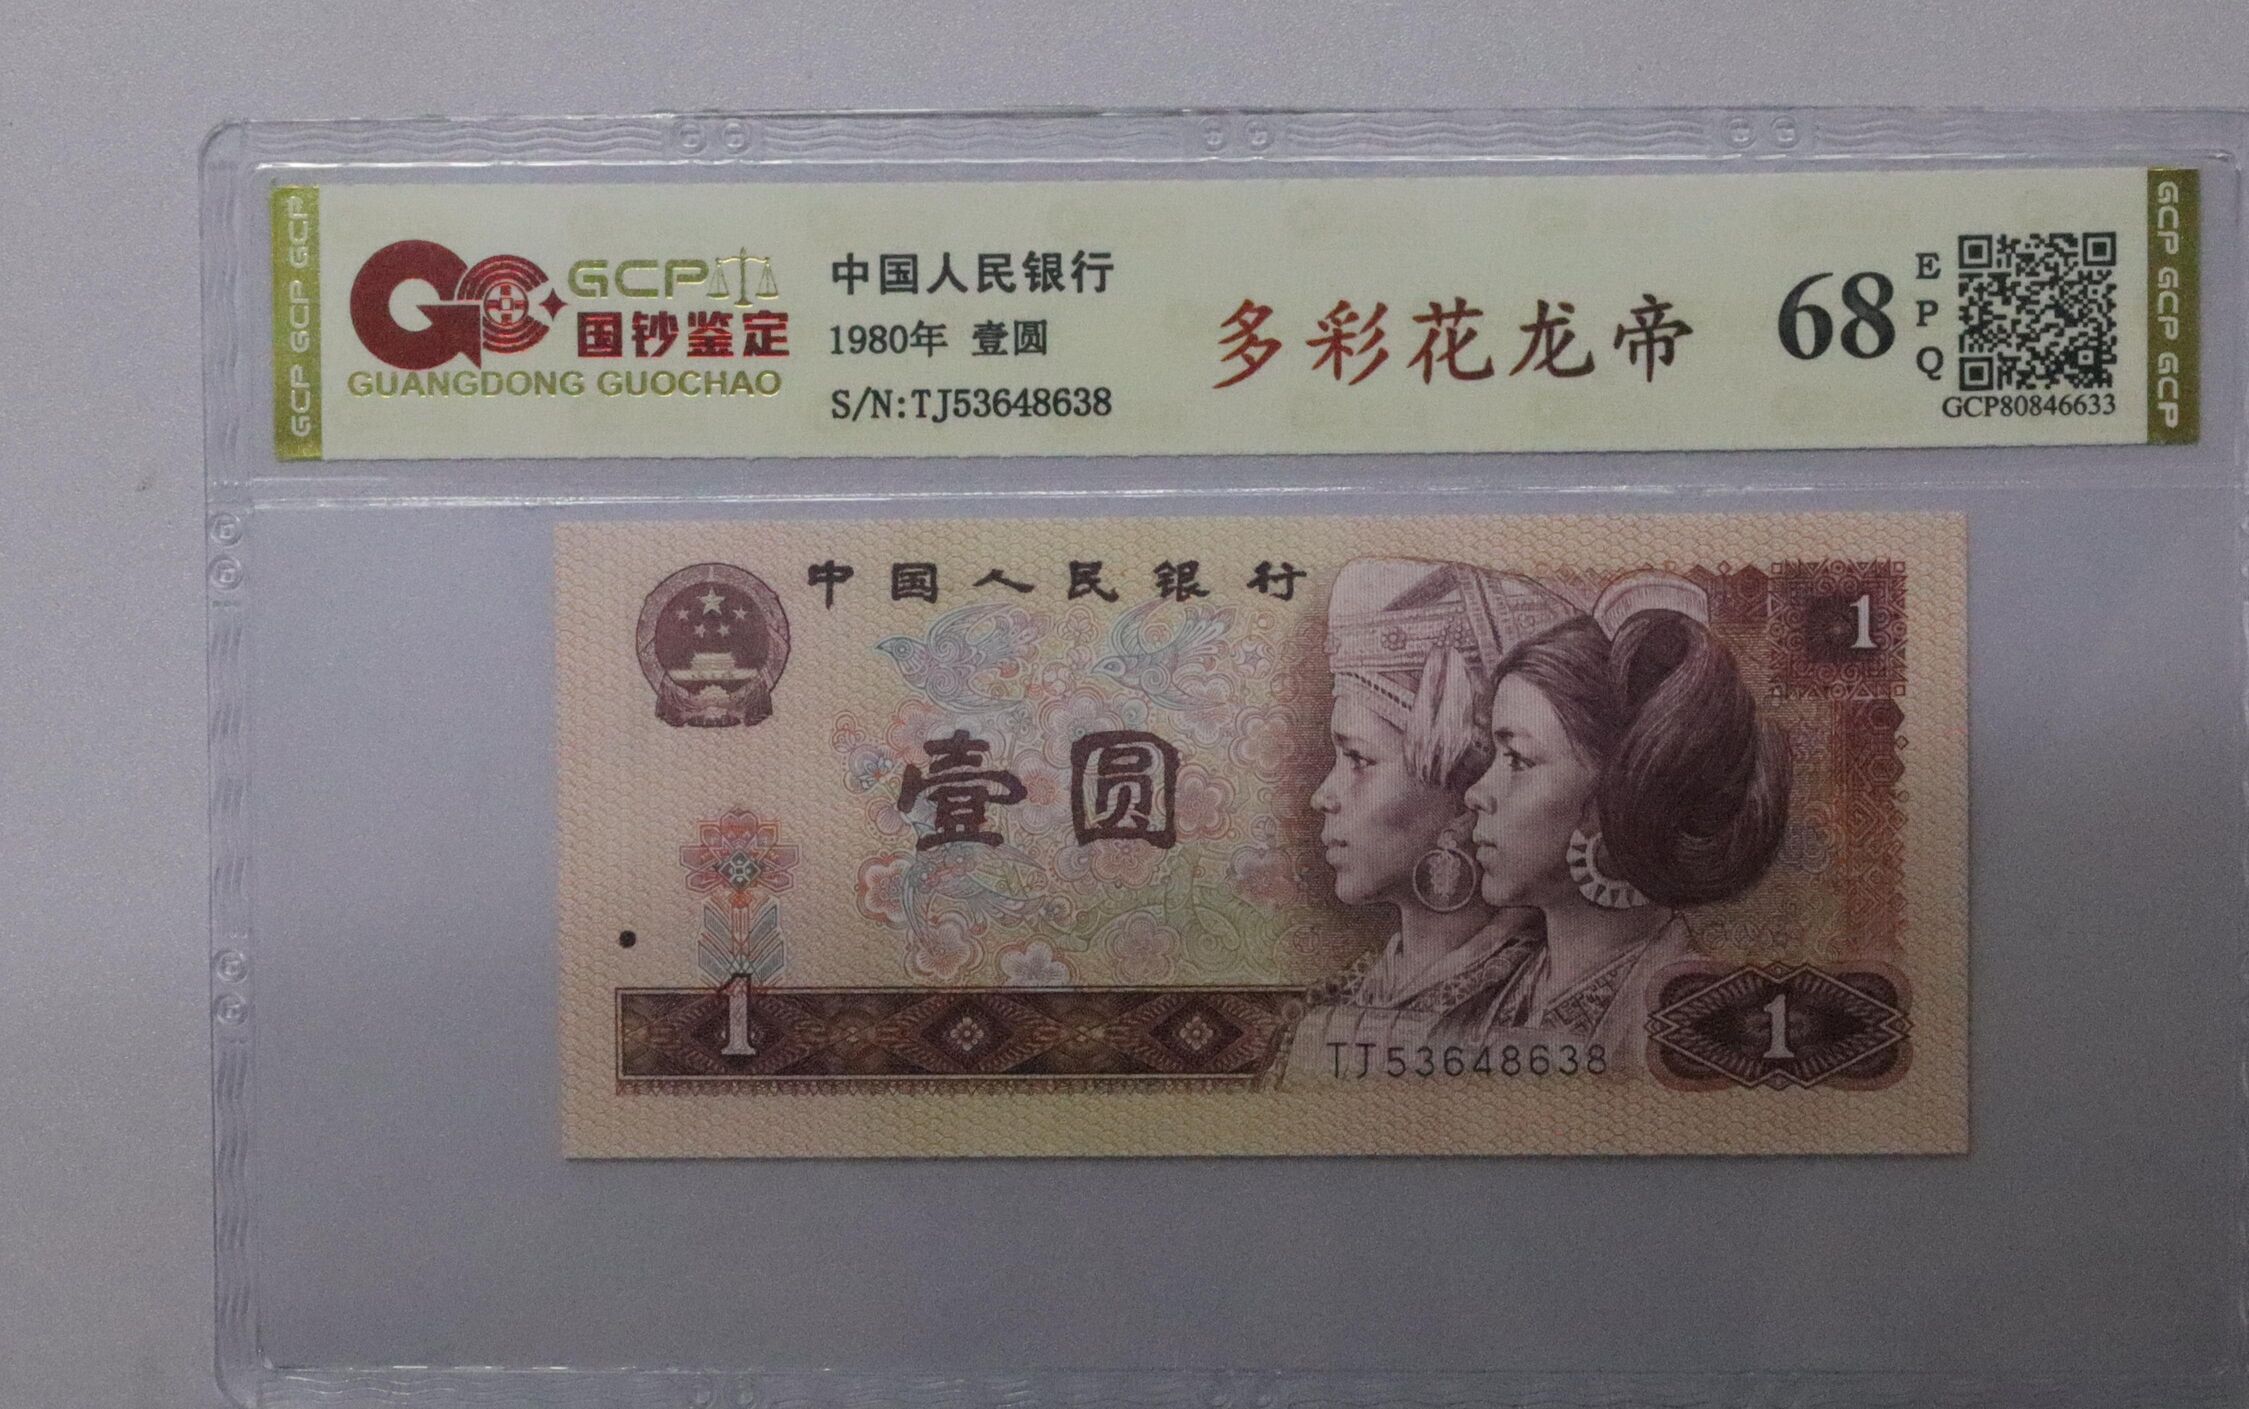 GCP GCP GCP
GCP
国钞鉴定
GUANGDONG GUOCHAO
中国人民银行
1980年 壹圆
S/N:TJ53648638
多彩花龙帝
68
EPQ
GCP80846633
GCP GCP GCP
中国人民银行
1
壹圆
1
TJ53648638
1